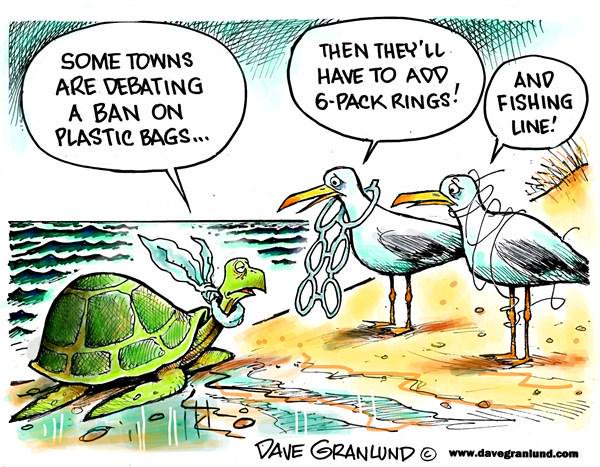 SOME TOWNS
ARE DEBATING
A BAN ON
PLASTIC BAGS...
THEN THEY'LL
HAVE TO ADD
6-PACK RINGS!
AND
FISHING
LINE!
DAVE GRANLUND ©
www.davegranlund.com